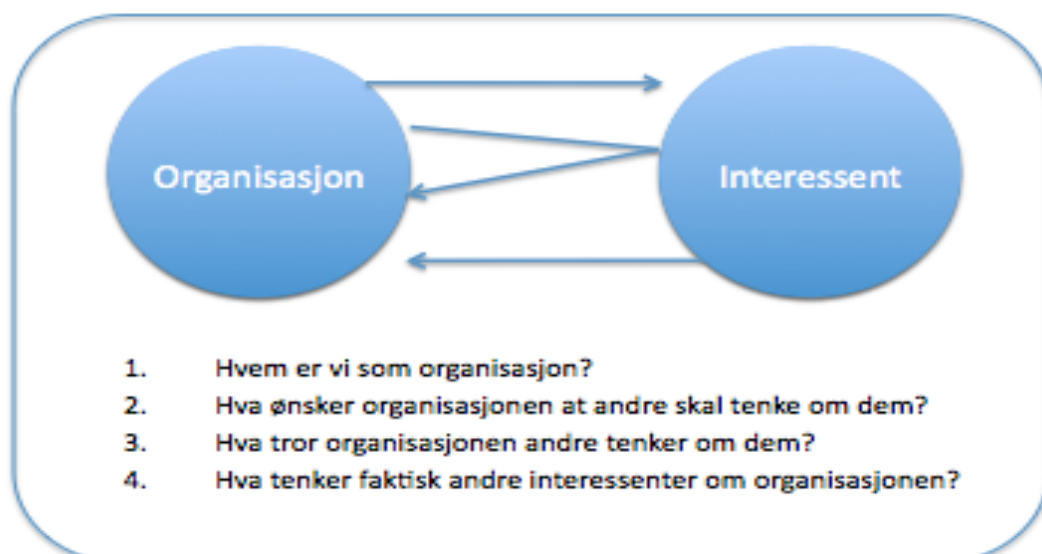 Organisasjon
Interessent
1. Hvem er vi som organisasjon?
2. Hva ønsker organisasjonen at andre skal tenke om dem?
3. Hva tror organisasjonen andre tenker om dem?
4. Hva tenker faktisk andre interessenter om organisasjonen?